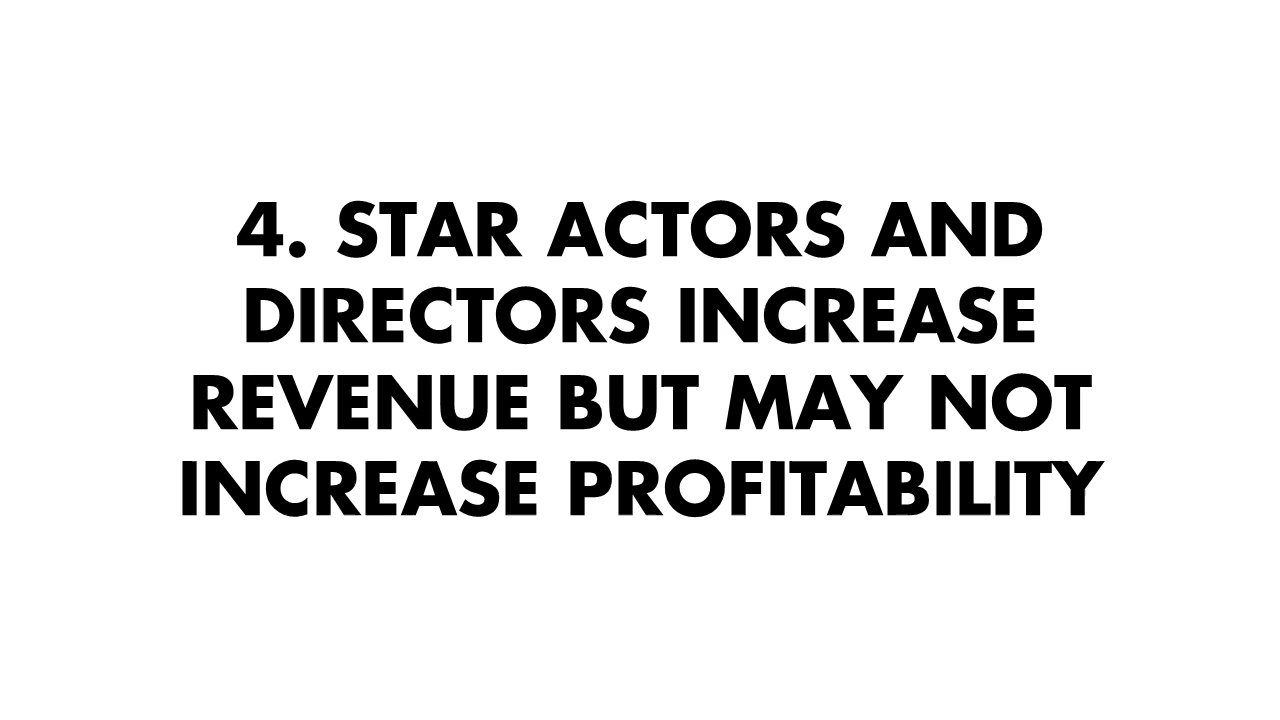 4. STAR ACTORS AND
DIRECTORS INCREASE
REVENUE BUT MAY NOT
INCREASE PROFITABILITY